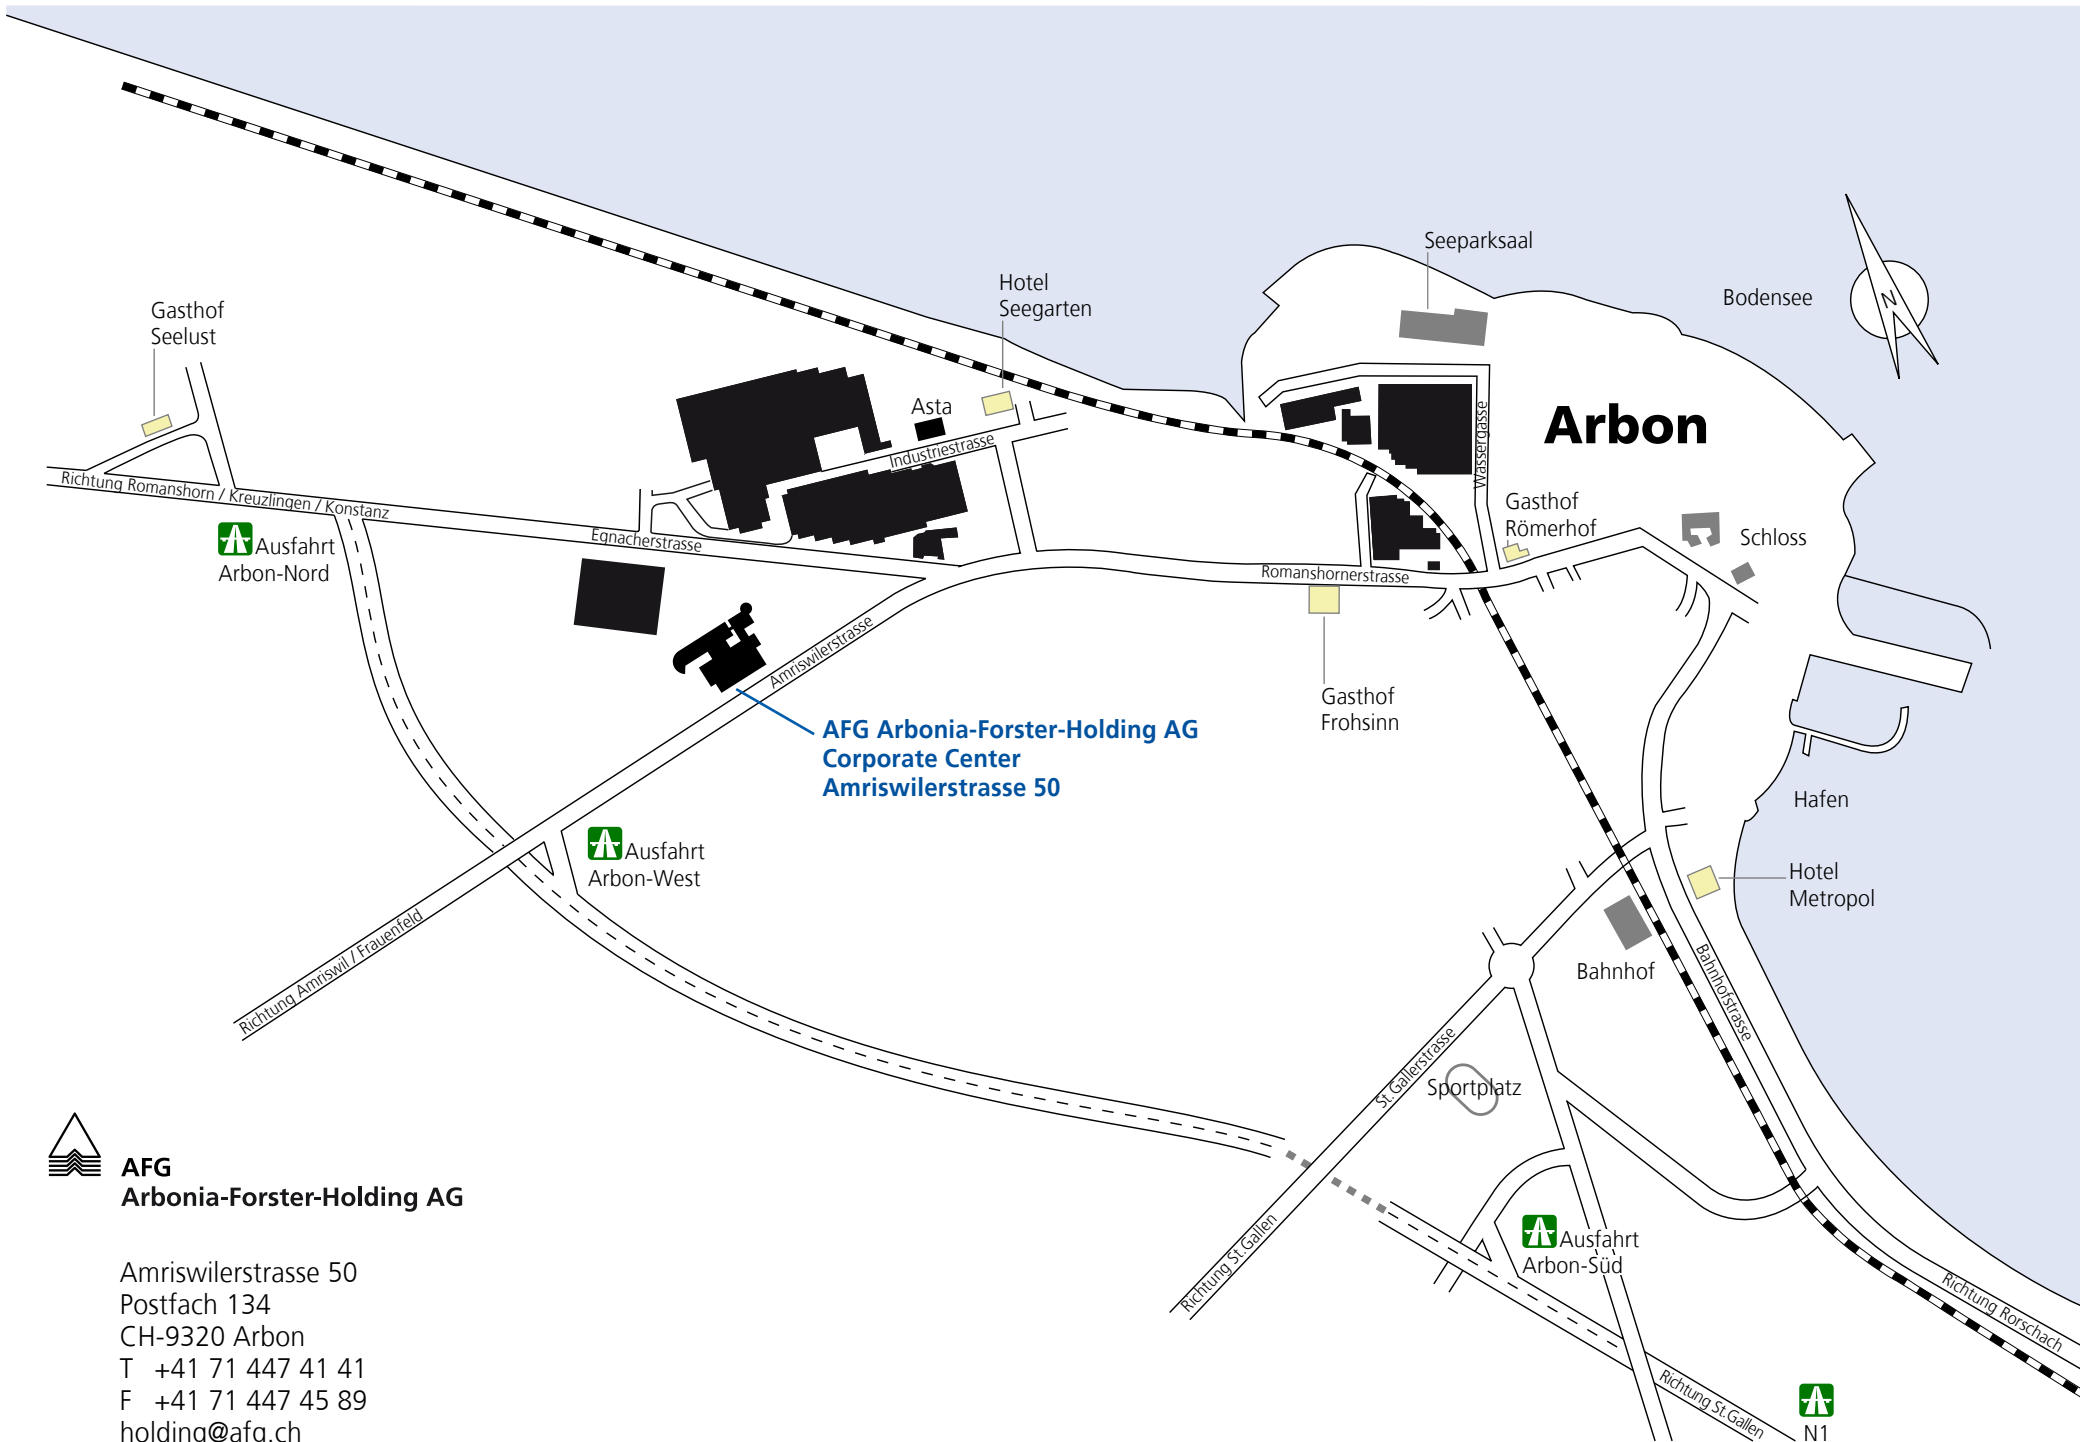 Seeparksaal
Hotel
Seegarten
Bodensee
N
Gasthof
Seelust
Asta
Arbon
Industriestrasse
Wassergasse
Richtung Romanshorn / Kreuzlingen / Konstanz
Gasthof
Römerhof
Schloss
Ausfahrt
Arbon-Nord
Egnacherstrasse
Romanshornerstrasse
Amriswilerstrasse
Gasthof
Frohsinn
AFG Arbonia-Forster-Holding AG
Corporate Center
Amriswilerstrasse 50
Hafen
Ausfahrt
Arbon-West
Hotel
Metropol
Richtung Amriswil / Frauenfeld
Bahnhof
Bahnhofstrasse
St.Gallerstrasse
Sportplatz
Richtung St.Gallen
Ausfahrt
Arbon-Süd
Richtung Rorschach
Richtung St.Gallen
N1
AFG
Arbonia-Forster-Holding AG
Amriswilerstrasse 50
Postfach 134
CH-9320 Arbon
T +41 71 447 41 41
F +41 71 447 45 89
holding@afg.ch